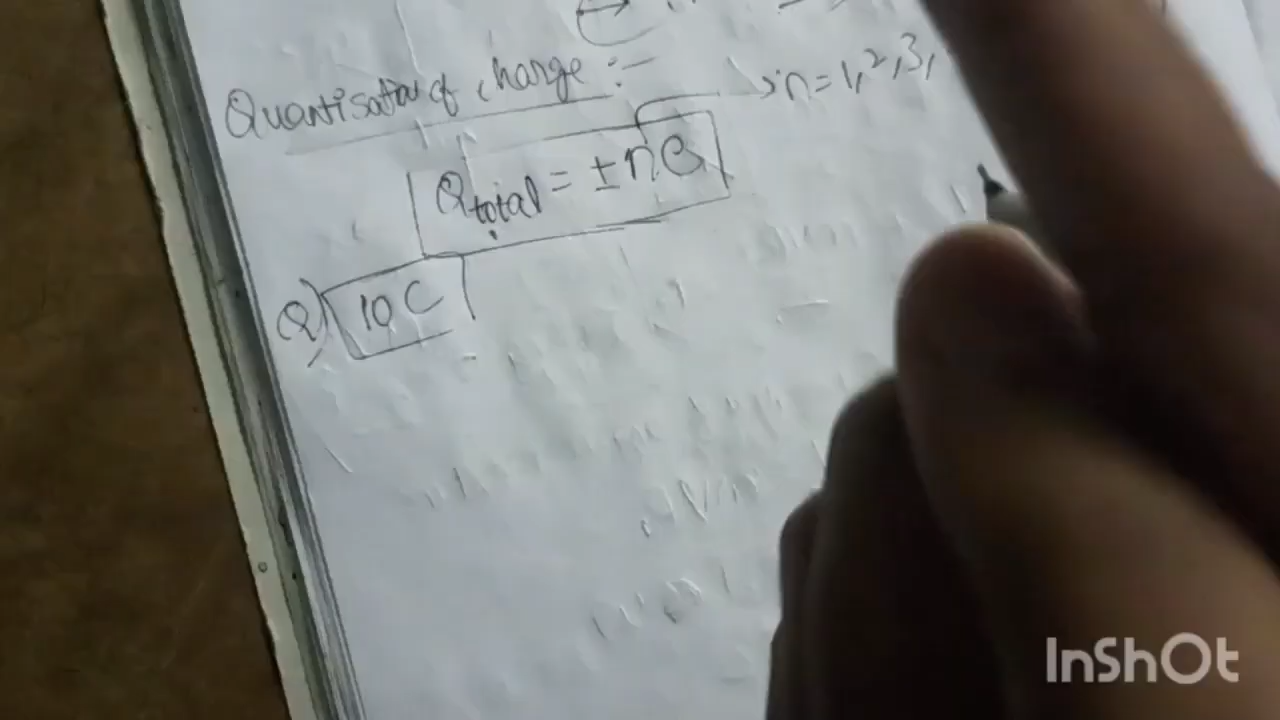 Quantisation of charge :-
→ n = 1, 2, 3,
Qtotal = ± ne
Q) 10 C
InShOt